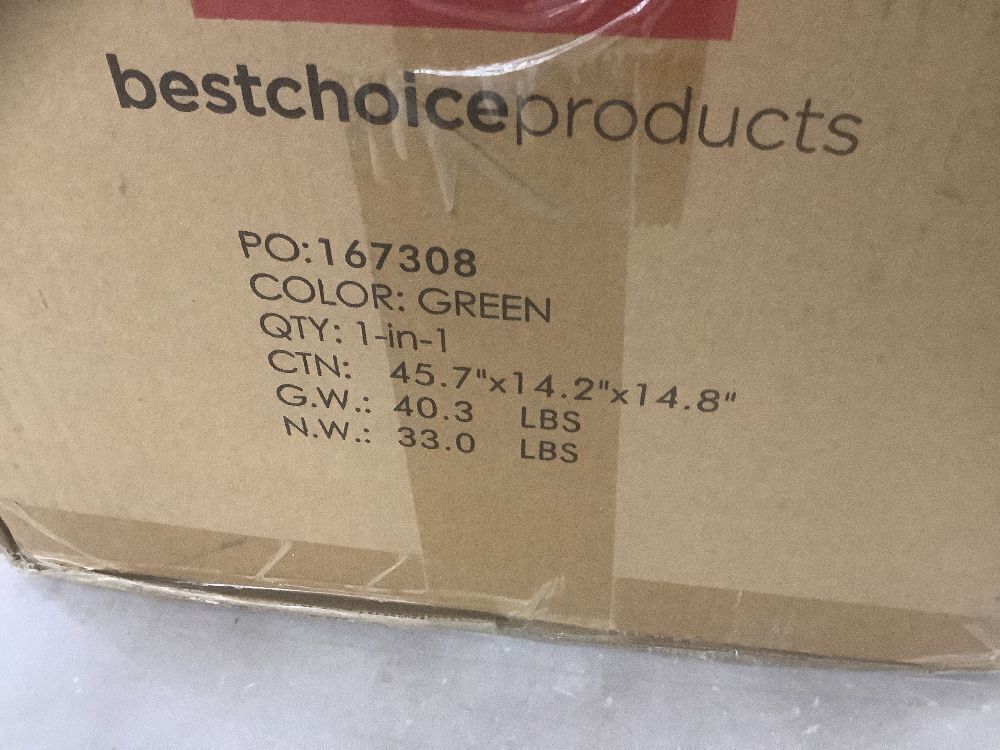 bestchoiceproducts
PO:167308
COLOR: GREEN
QTY: 1-in-1
CTN: 45.7"x14.2"x14.8"
G.W.: 40.3 LBS
N.W.: 33.0 LBS